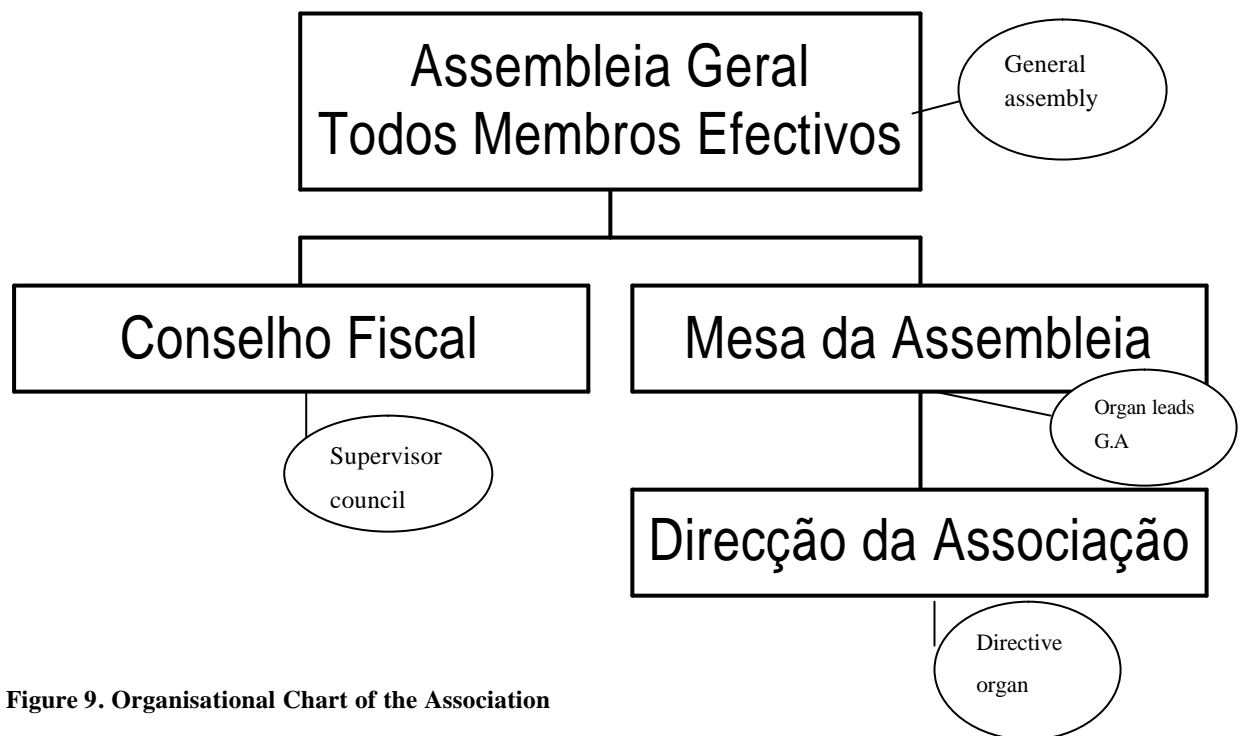 Assembleia Geral
Todos Membros Efectivos
General
assembly
Conselho Fiscal
Mesa da Assembleia
Organ leads
G.A
Supervisor
council
Direcção da Associação
Directive
organ
Figure 9. Organisational Chart of the Association